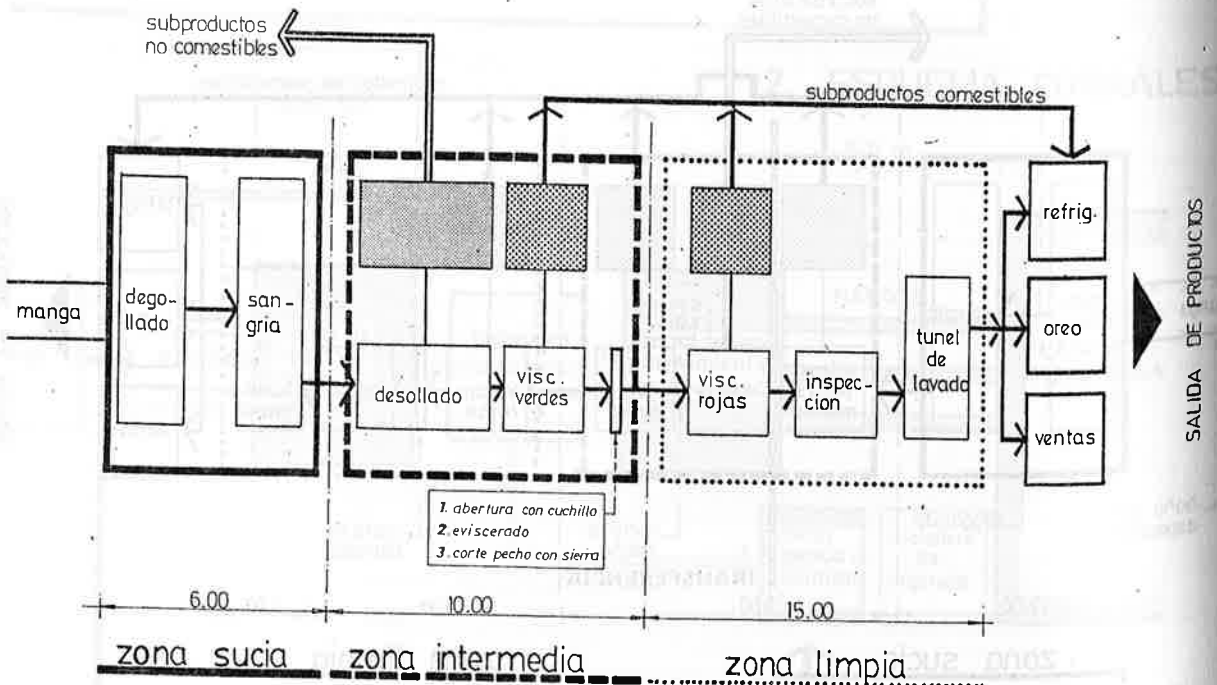 subproductos
no comestibles
subproductos comestibles
manga
dego-
llado
san-
gria
desollado
visc.
verdes
visc.
rojas
inspec-
cion
tunel
de
lavado
refrig.
oreo
ventas
SALIDA DE PRODUCTOS
1. abertura con cuchillo
2. eviscerado
3. corte pecho con sierra
6.00
10.00
15.00
zona sucia
zona intermedia
zona limpia